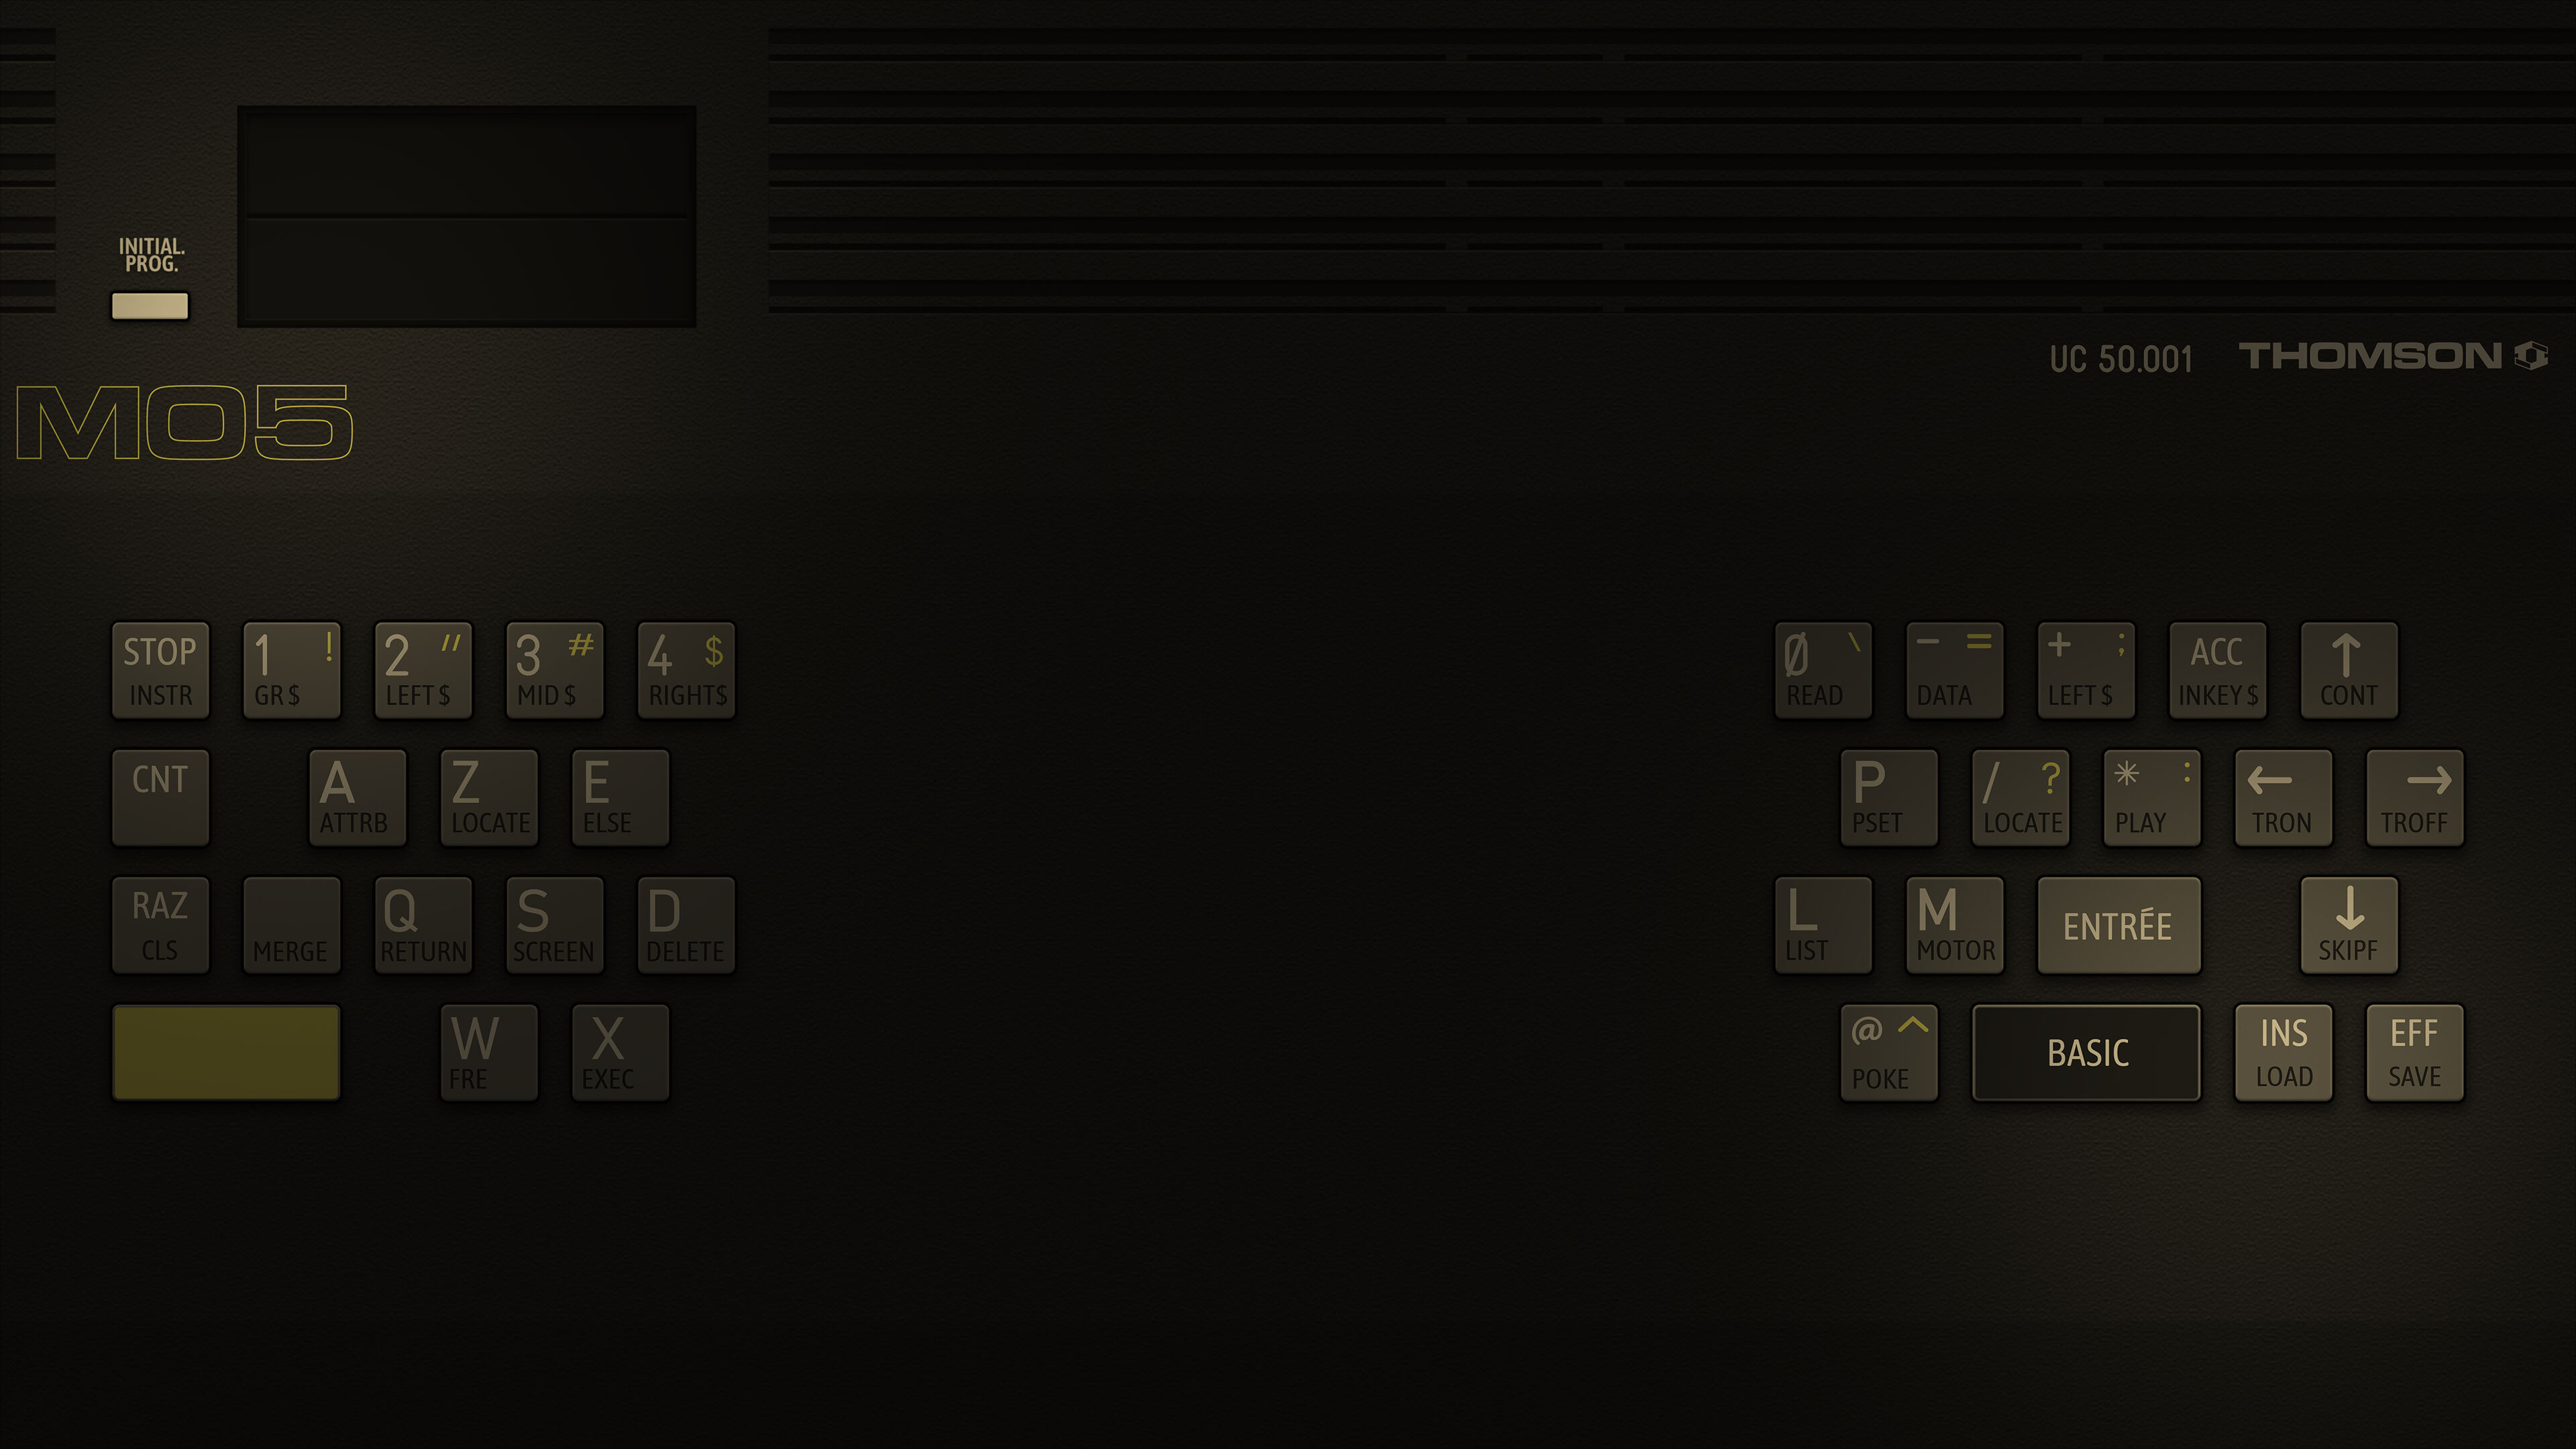 INITIAL.
PROG.
UC 50.001 THOMSON
MO5
STOP 1 ! 2 " 3 # 4 $ 0 \ - = + ; ACC ↑
INSTR GR$ LEFT$ MID$ RIGHT$ READ DATA LEFT$ INKEY$ CONT
CNT A Z E P / ? * : ← →
ATTRB LOCATE ELSE PSET LOCATE PLAY TRON TROFF
RAZ Q S D L M ENTRÉE ↓
CLS MERGE RETURN SCREEN DELETE LIST MOTOR SKIPF
W X @ ^ BASIC INS EFF
FRE EXEC POKE LOAD SAVE